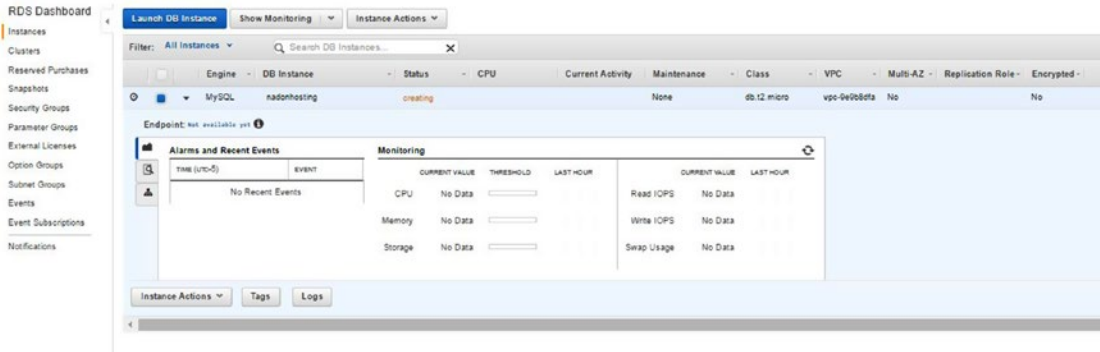 RDS Dashboard
Instances
Clusters
Reserved Purchases
Snapshots
Security Groups
Parameter Groups
External Licenses
Option Groups
Subnet Groups
Events
Event Subscriptions
Notifications
Launch DB Instance Show Monitoring Instance Actions
Filter: All Instances Search DB Instances... X
Engine DB Instance Status CPU Current Activity Maintenance Class VPC Multi-AZ Replication Role Encrypted
MySQL nadonhosting creating None db.t2.micro vpc-9e9b8dfa No No
Endpoint: Not available yet
Alarms and Recent Events Monitoring
TIME (UTC-5) EVENT CURRENT VALUE THRESHOLD LAST HOUR CURRENT VALUE LAST HOUR
No Recent Events CPU No Data Read IOPS No Data
Memory No Data Write IOPS No Data
Storage No Data Swap Usage No Data
Instance Actions Tags Logs